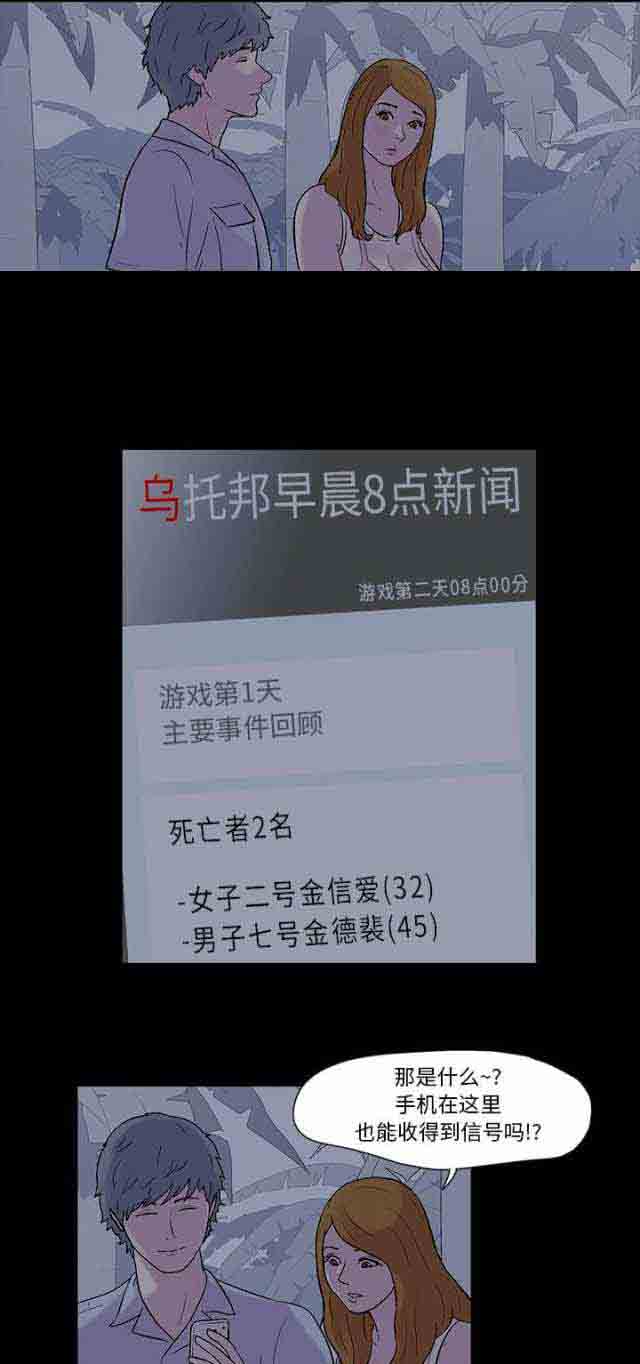 乌托邦早晨8点新闻
游戏第二天08点00分
游戏第1天
主要事件回顾
死亡者2名
-女子二号金信爱(32)
-男子七号金德裴(45)
那是什么~?
手机在这里
也能收得到信号吗!?